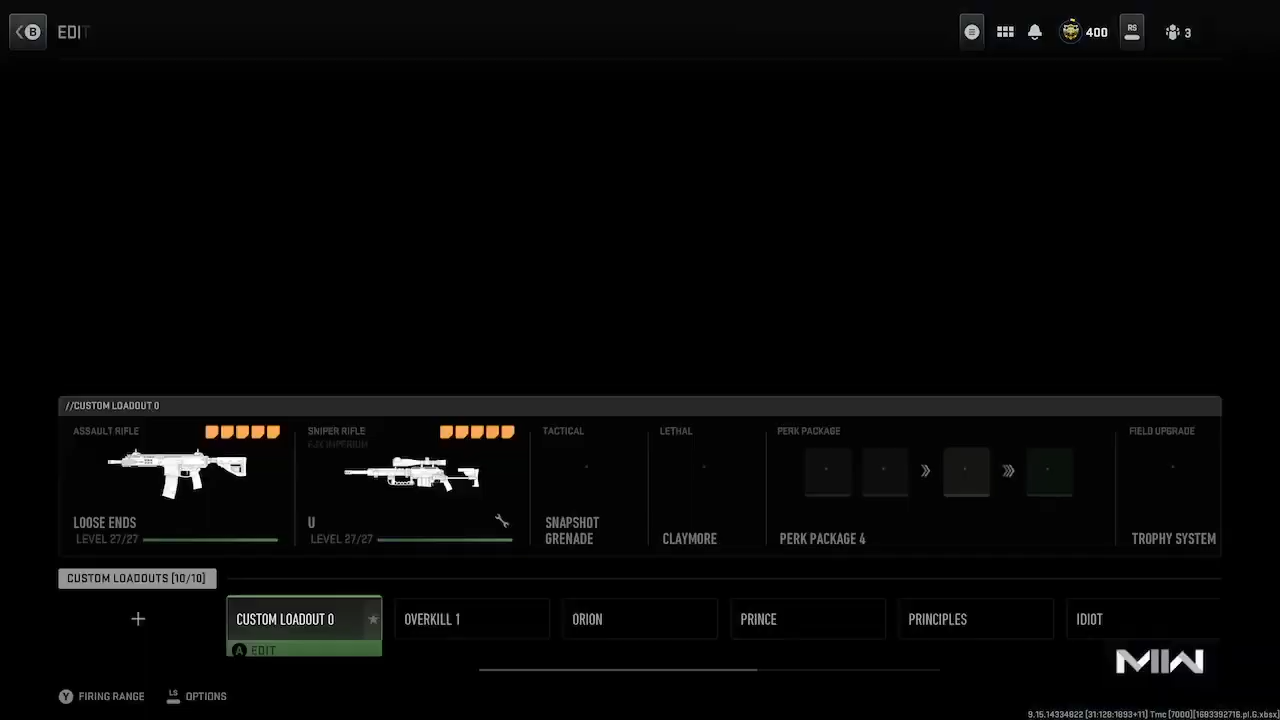 B EDIT
400 RS 3
//CUSTOM LOADOUT 0
ASSAULT RIFLE
SNIPER RIFLE
TACTICAL
LETHAL
PERK PACKAGE
FIELD UPGRADE
FJX IMPERIUM
LOOSE ENDS
LEVEL 27/27
U
LEVEL 27/27
SNAPSHOT
GRENADE
CLAYMORE
PERK PACKAGE 4
TROPHY SYSTEM
CUSTOM LOADOUTS [10/10]
CUSTOM LOADOUT 0
OVERKILL 1
ORION
PRINCE
PRINCIPLES
IDIOT
A EDIT
MW
Y FIRING RANGE
LS OPTIONS